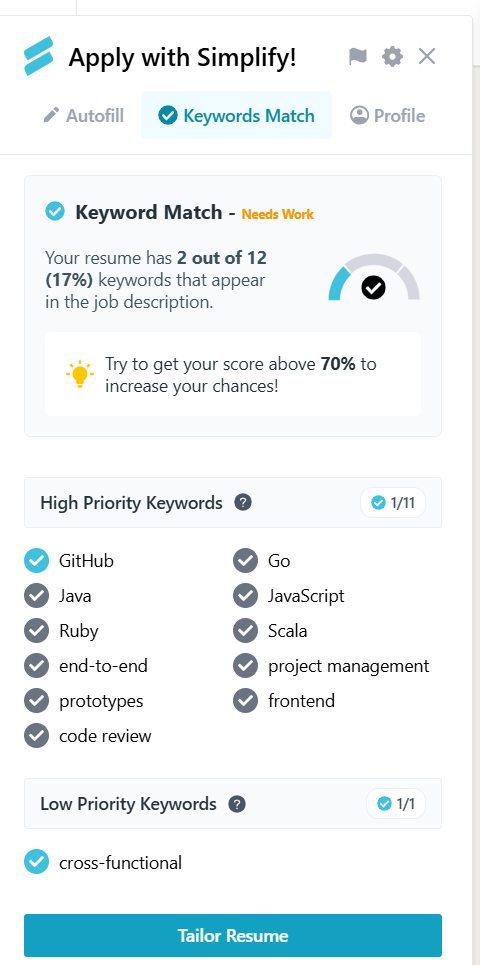 Apply with Simplify!
Autofill
Keywords Match
Profile
Keyword Match - Needs Work
Your resume has 2 out of 12
(17%) keywords that appear
in the job description.
Try to get your score above 70% to
increase your chances!
High Priority Keywords ?
1/11
GitHub
Go
Java
JavaScript
Ruby
Scala
end-to-end
project management
prototypes
frontend
code review
Low Priority Keywords ?
1/1
cross-functional
Tailor Resume